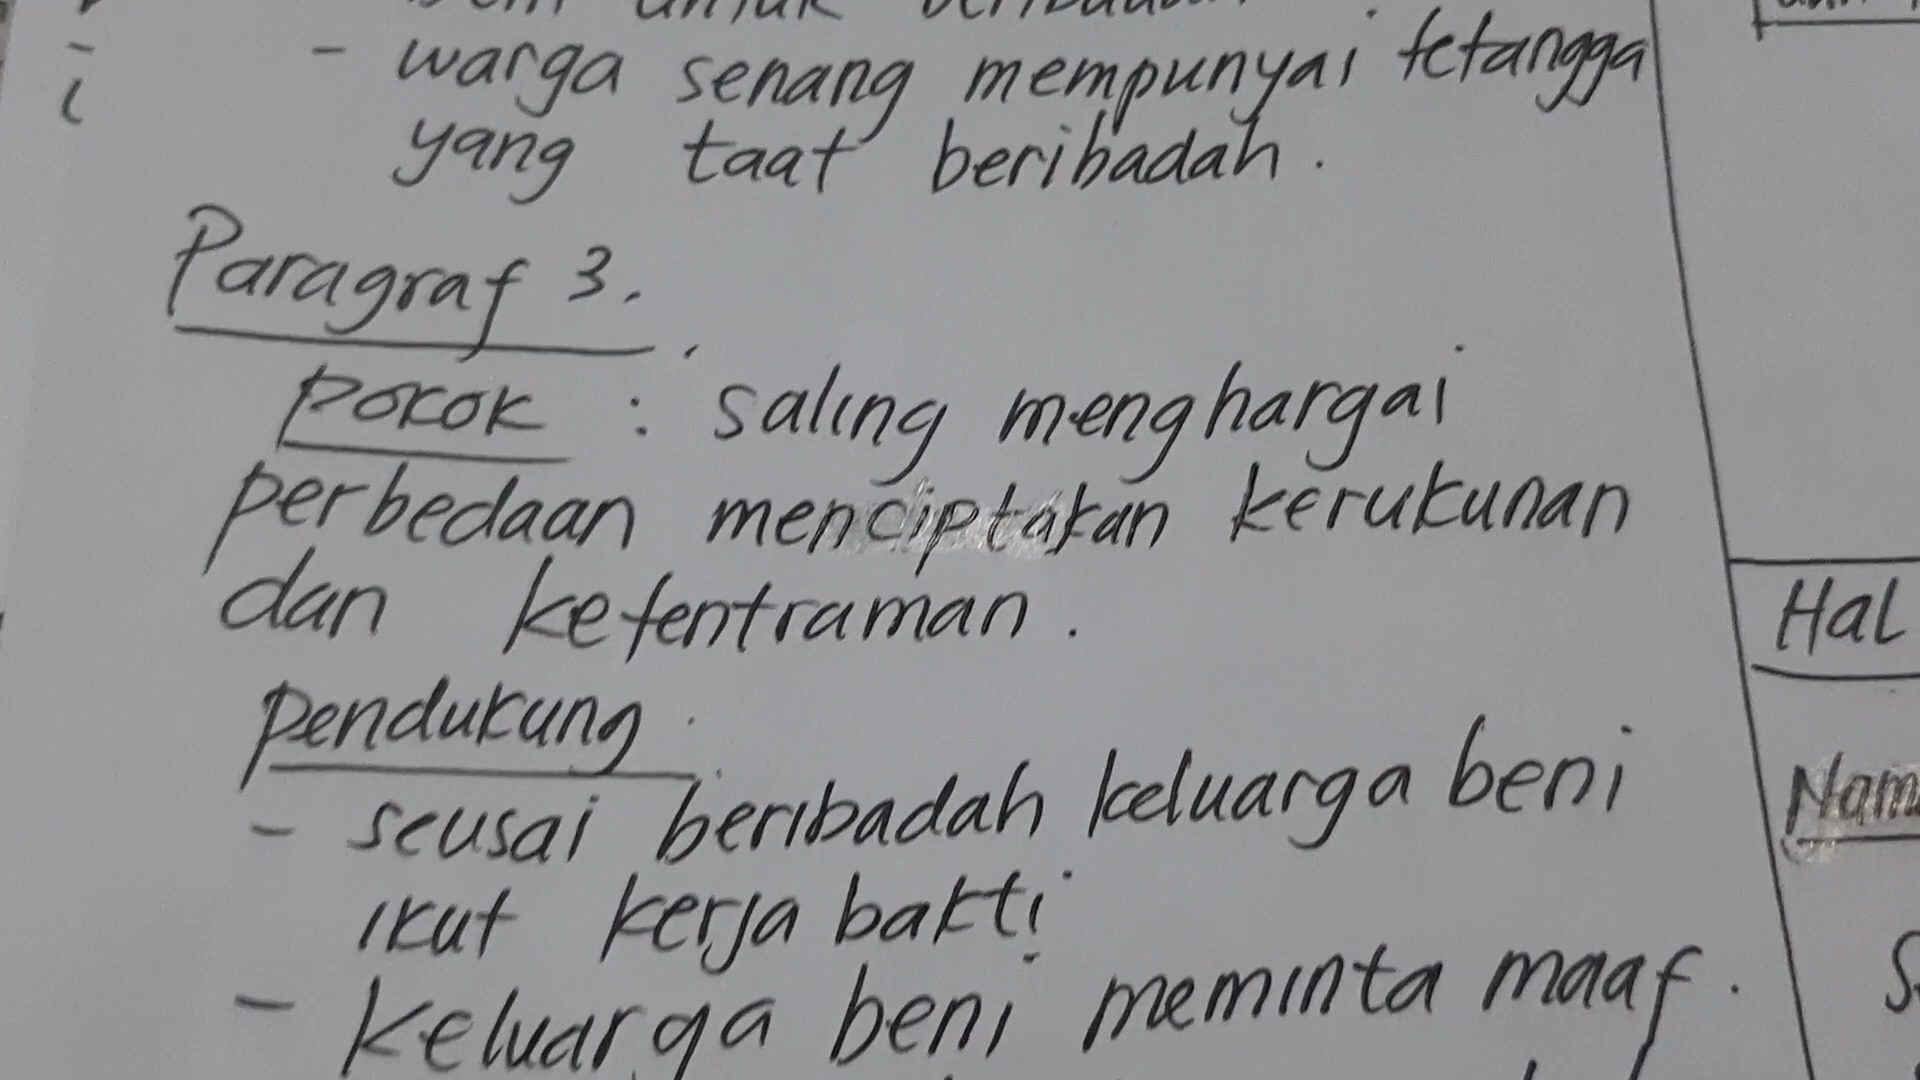 untuk
- warga senang mempunyai tetangga
yang taat beribadah.
Paragraf 3.
Pokok : saling menghargai
perbedaan menciptakan kerukunan
dan ketentraman.
Pendukung
- seusai beribadah keluarga beni
ikut kerja bakti
- keluarga beni meminta maaf.
Hal